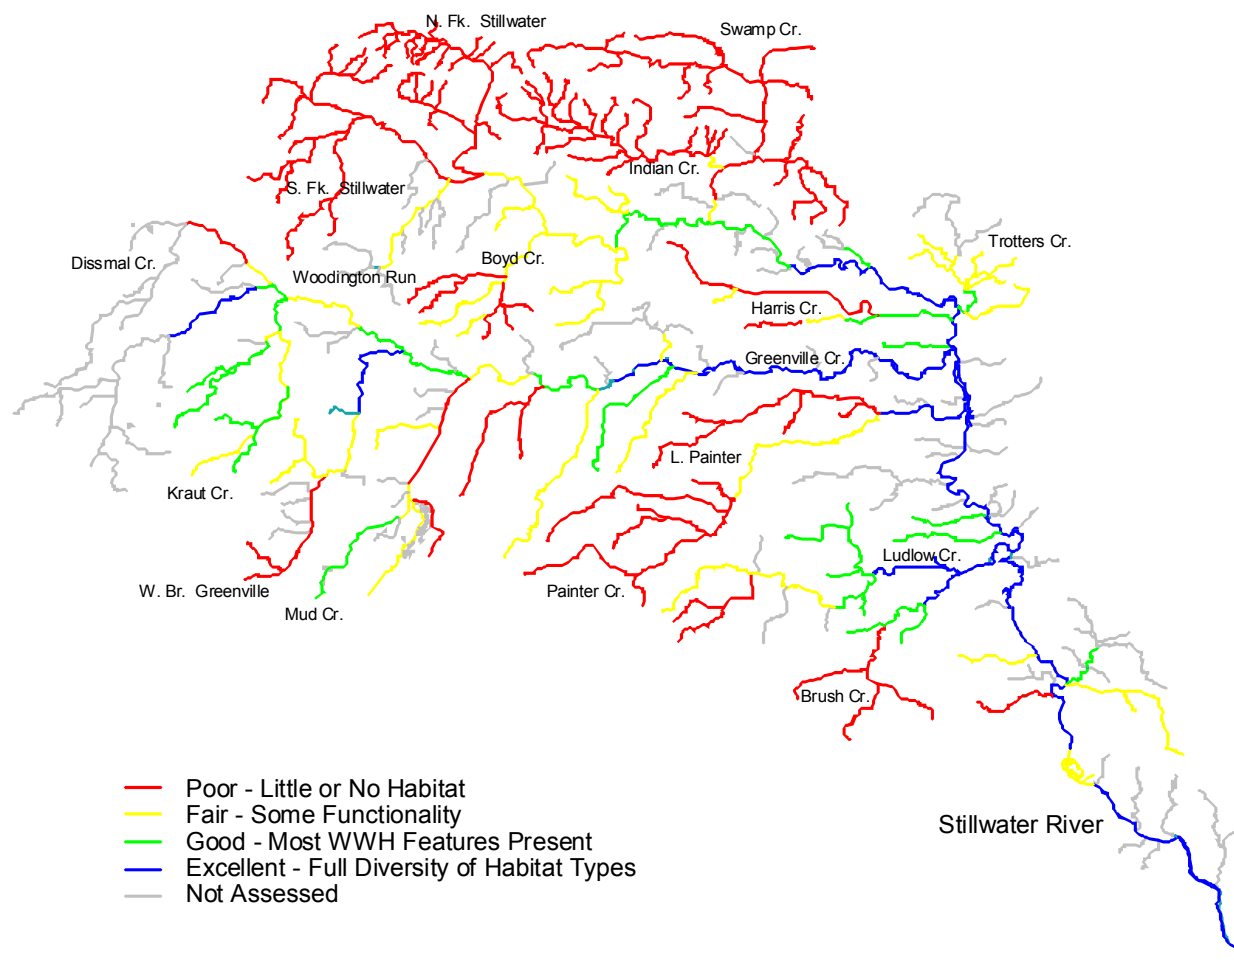 N. Fk. Stillwater
Swamp Cr.
Indian Cr.
S. Fk. Stillwater
Trotters Cr.
Dissmal Cr.
Boyd Cr.
Woodington Run
Harris Cr.
Greenville Cr.
L. Painter
Kraut Cr.
Ludlow Cr.
W. Br. Greenville
Painter Cr.
Mud Cr.
Brush Cr.
Poor - Little or No Habitat
Fair - Some Functionality
Good - Most WWH Features Present
Excellent - Full Diversity of Habitat Types
Not Assessed
Stillwater River